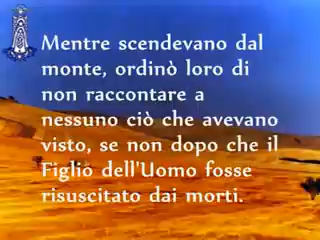 Mentre scendevano dal
monte, ordinò loro di
non raccontare a
nessuno ciò che avevano
visto, se non dopo che il
Figlio dell'Uomo fosse
risuscitato dai morti.